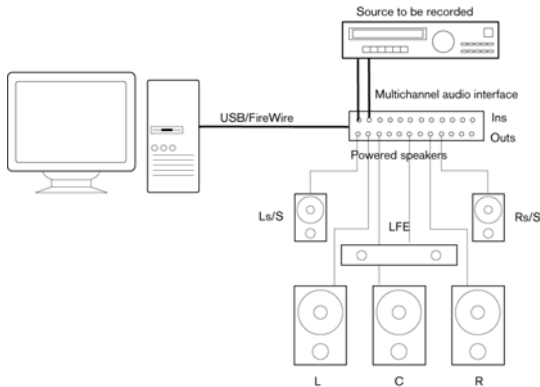 Source to be recorded
Multichannel audio interface
USB/FireWire
Ins
Outs
Powered speakers
Ls/S
LFE
Rs/S
L
C
R